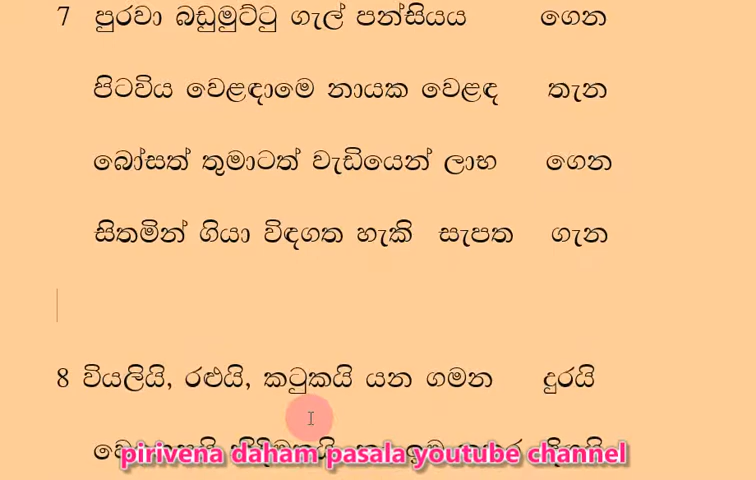 7 පුරවා බඩුමුට්ටු ගැල් පන්සියය ගෙන
පිටවිය වෙළඳාමෙ නායක වෙළඳ තැන
බෝසත් තුමාටත් වැඩියෙන් ලාභ ගෙන
සිතමින් ගියා විඳගත හැකි සැපත ගැන
8 වියලියි, රළුයි, කටුකයි යන ගමන දුරයි
pirivena daham pasala youtube channel